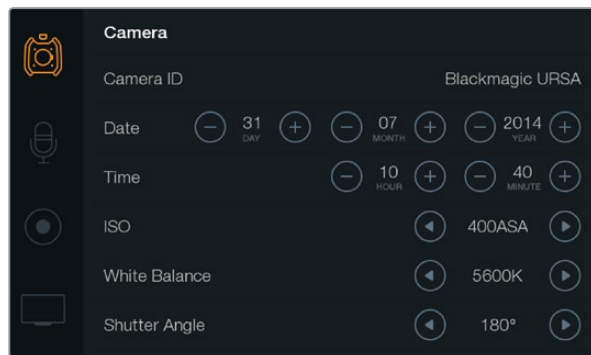 Camera
Camera ID Blackmagic URSA
Date 31 DAY 07 MONTH 2014 YEAR
Time 10 HOUR 40 MINUTE
ISO 400ASA
White Balance 5600K
Shutter Angle 180°